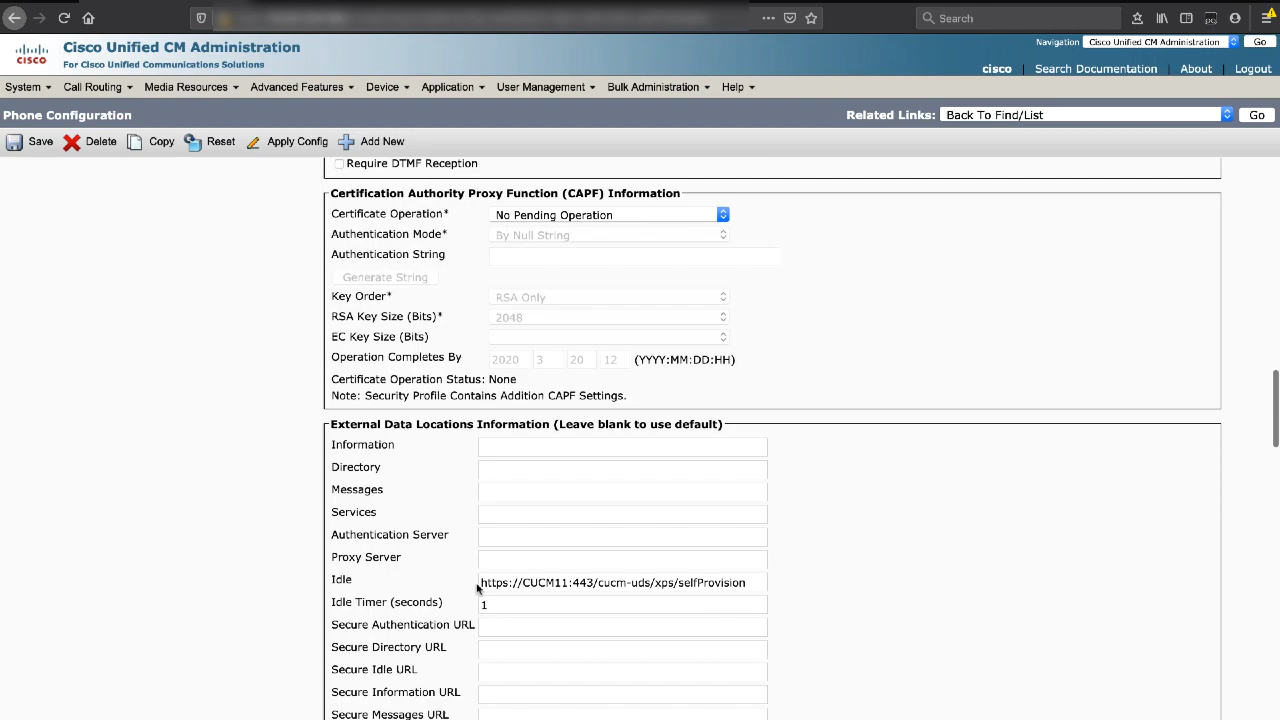 Search
CISCO
Cisco Unified CM Administration
For Cisco Unified Communications Solutions
Navigation Cisco Unified CM Administration Go
cisco | Search Documentation | About | Logout
System Call Routing Media Resources Advanced Features Device Application User Management Bulk Administration Help
Phone Configuration Related Links: Back To Find/List Go
Save Delete Copy Reset Apply Config Add New
Require DTMF Reception
Certification Authority Proxy Function (CAPF) Information
Certificate Operation* No Pending Operation
Authentication Mode* By Null String
Authentication String
Generate String
Key Order* RSA Only
RSA Key Size (Bits)* 2048
EC Key Size (Bits)
Operation Completes By 2020 3 20 12 (YYYY:MM:DD:HH)
Certificate Operation Status: None
Note: Security Profile Contains Addition CAPF Settings.
External Data Locations Information (Leave blank to use default)
Information
Directory
Messages
Services
Authentication Server
Proxy Server
Idle https://CUCM11:443/cucm-uds/xps/selfProvision
Idle Timer (seconds) 1
Secure Authentication URL
Secure Directory URL
Secure Idle URL
Secure Information URL
Secure Messages URL